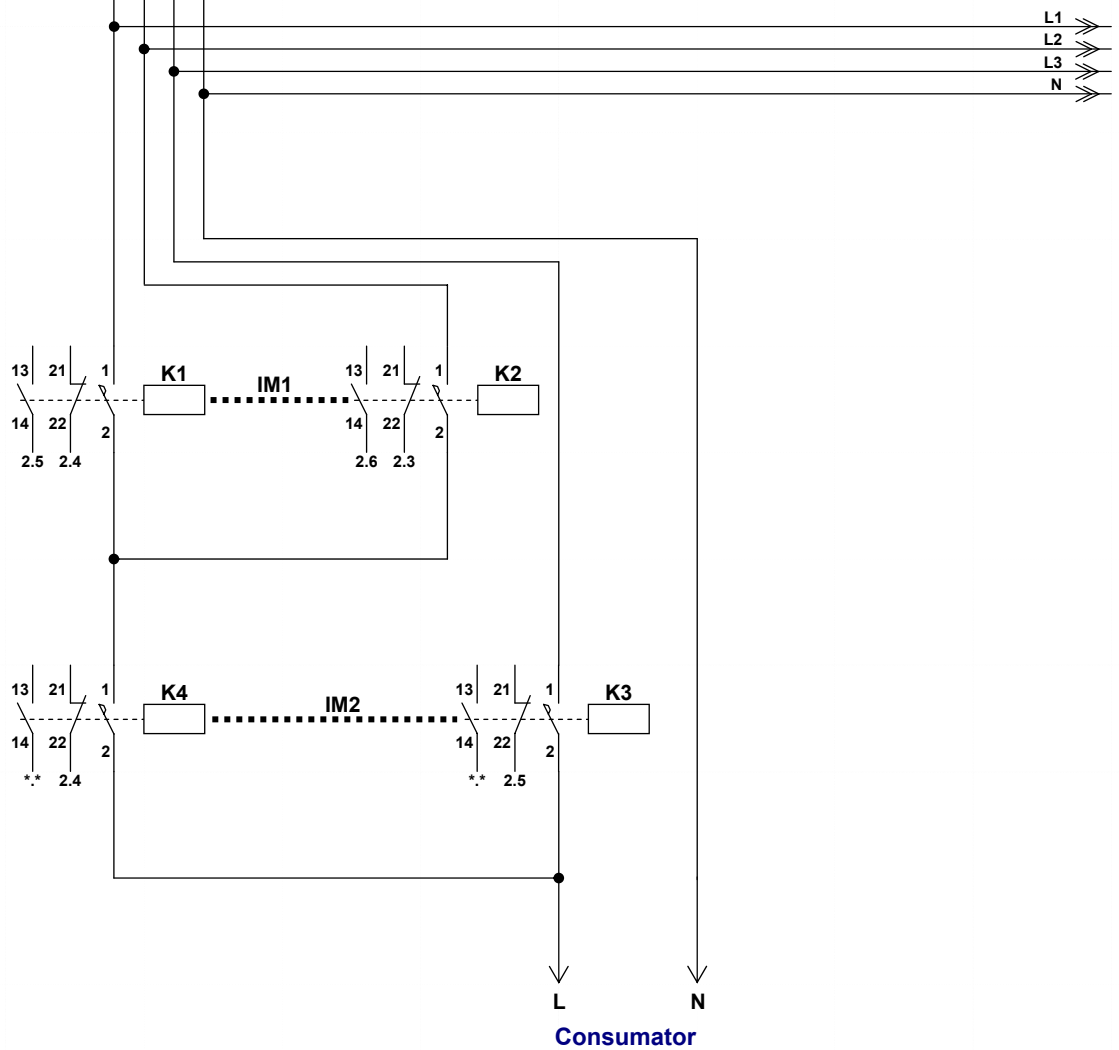 L1
L2
L3
N
13 21 1 K1 IM1 13 21 1 K2
14 22 2 14 22 2
2.5 2.4 2.6 2.3
13 21 1 K4 IM2 13 21 1 K3
14 22 2 14 22 2
*.* 2.4 *.* 2.5
L N
Consumator